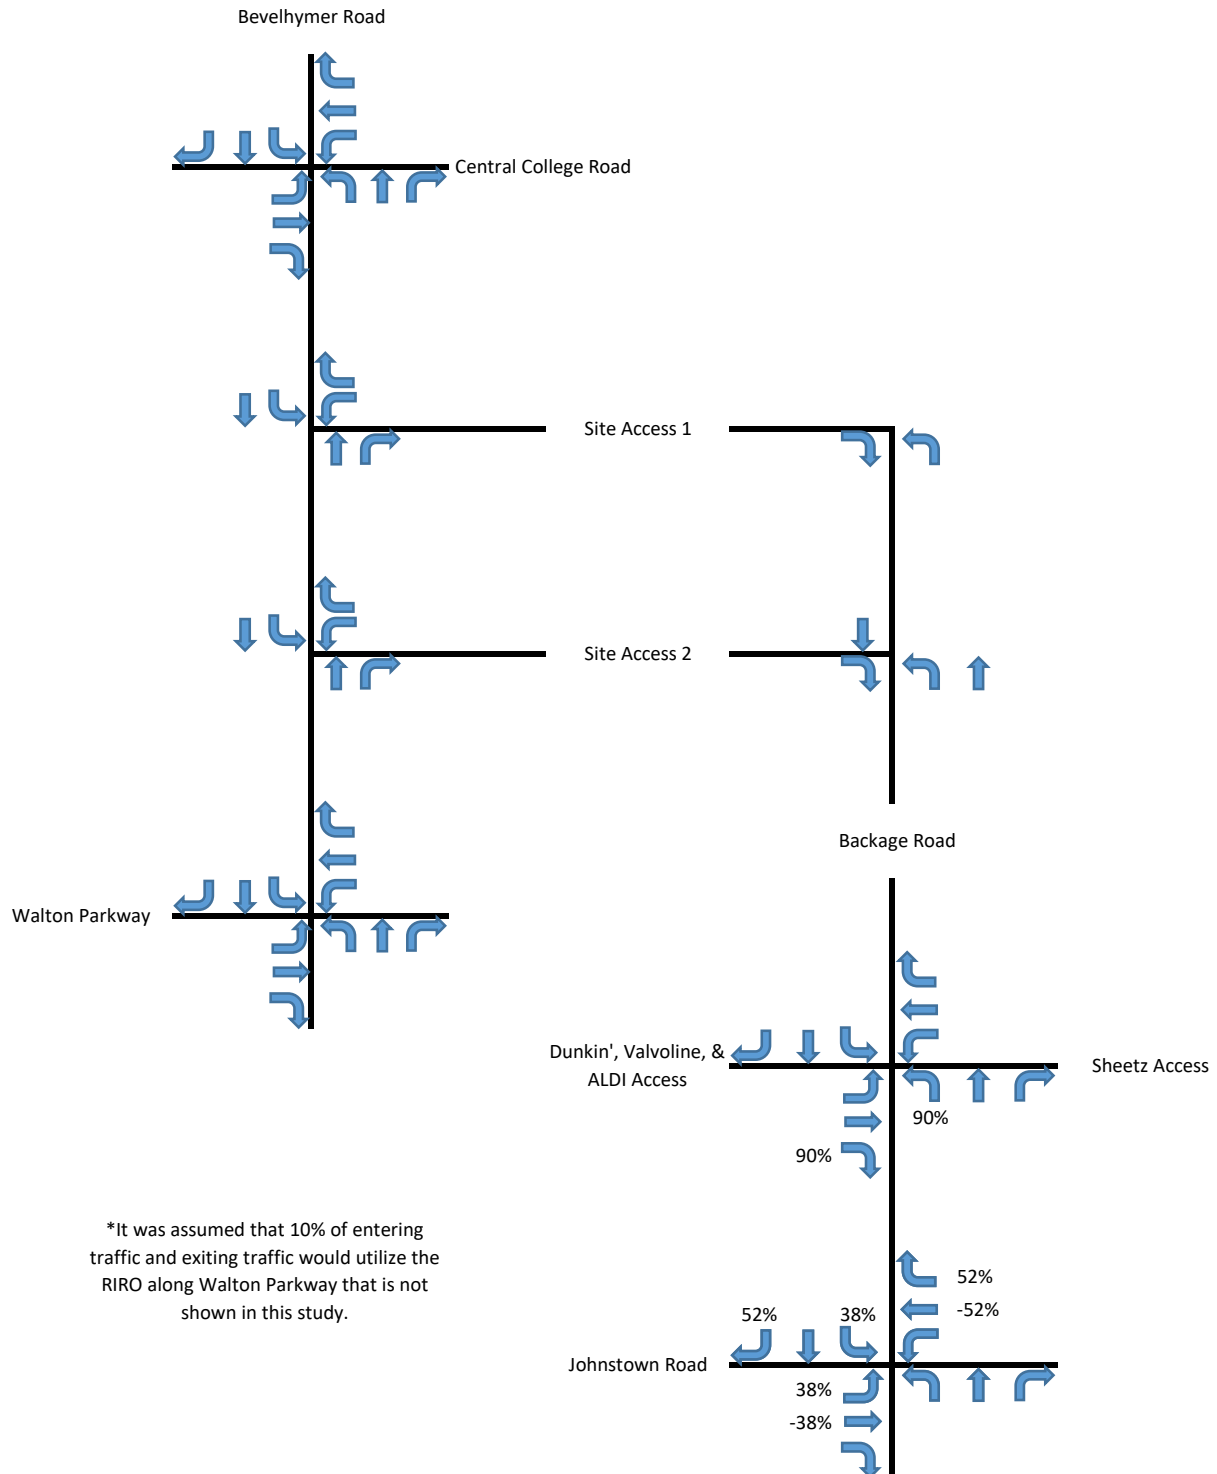 Bevelhymer Road
Central College Road
Site Access 1
Site Access 2
Backage Road
Walton Parkway
Dunkin', Valvoline, &
ALDI Access
Sheetz Access
90%
90%
*It was assumed that 10% of entering
traffic and exiting traffic would utilize the
RIRO along Walton Parkway that is not
shown in this study.
52%
-52%
52%
38%
Johnstown Road
38%
-38%